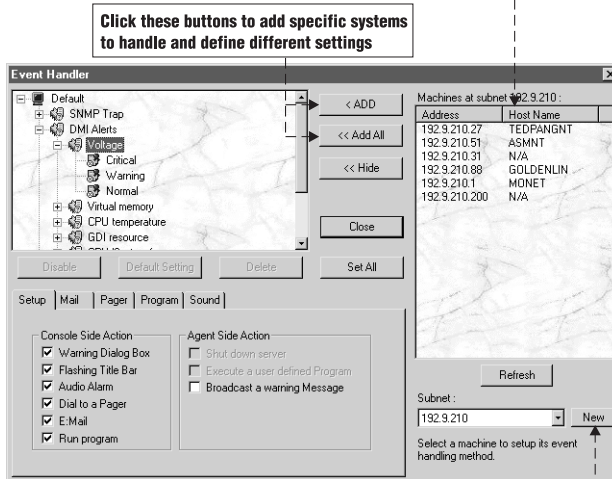 Click these buttons to add specific systems
to handle and define different settings
Event Handler
Default
SNMP Trap
DMI Alerts
Voltage
Critical
Warning
Normal
Virtual memory
CPU temperature
GDI resource
< ADD
<< Add All
<< Hide
Close
Disable
Default Setting
Delete
Set All
Machines at subnet 192.9.210 :
Address Host Name
192.9.210.27 TEDPANGNT
192.9.210.51 ASMNT
192.9.210.31 N/A
192.9.210.88 GOLDENLIN
192.9.210.1 MONET
192.9.210.200 N/A
Refresh
Subnet :
192.9.210
New
Select a machine to setup its event
handling method.
Setup Mail Pager Program Sound
Console Side Action
Warning Dialog Box
Flashing Title Bar
Audio Alarm
Dial to a Pager
E:Mail
Run program
Agent Side Action
Shut down server
Execute a user defined Program
Broadcast a warning Message